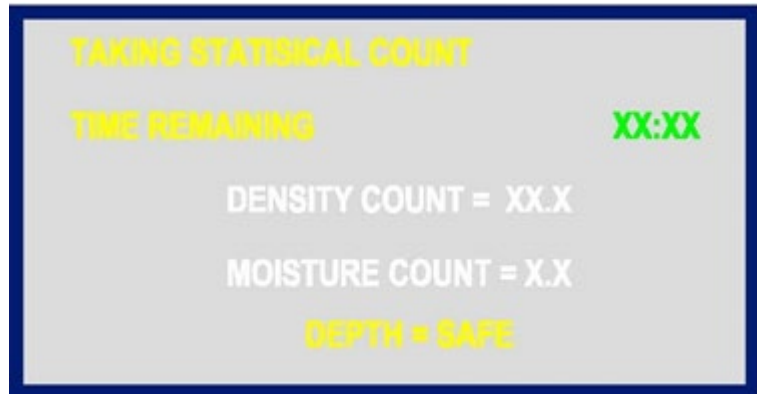 TAKING STATISICAL COUNT
TIME REMAINING XX:XX
DENSITY COUNT = XX.X
MOISTURE COUNT = X.X
DEPTH = SAFE